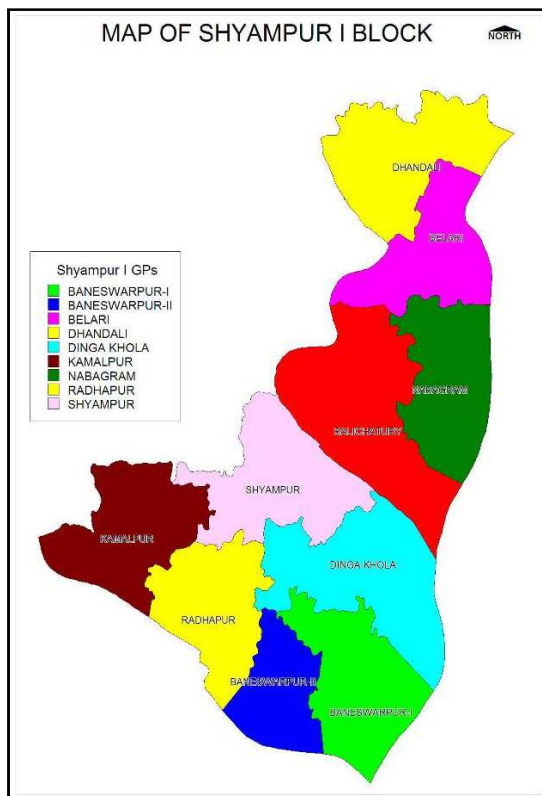 MAP OF SHYAMPUR I BLOCK
NORTH
DHANDALI
BELARI
Shyampur I GPs
BANESWARPUR-I
BANESWARPUR-II
BELARI
DHANDALI
DINGA KHOLA
KAMALPUR
NABAGRAM
RADHAPUR
SHYAMPUR
NABAGRAM
SHYAMPUR
KAMALPUR
DINGA KHOLA
RADHAPUR
BANESWARPUR-II
BANESWARPUR-I